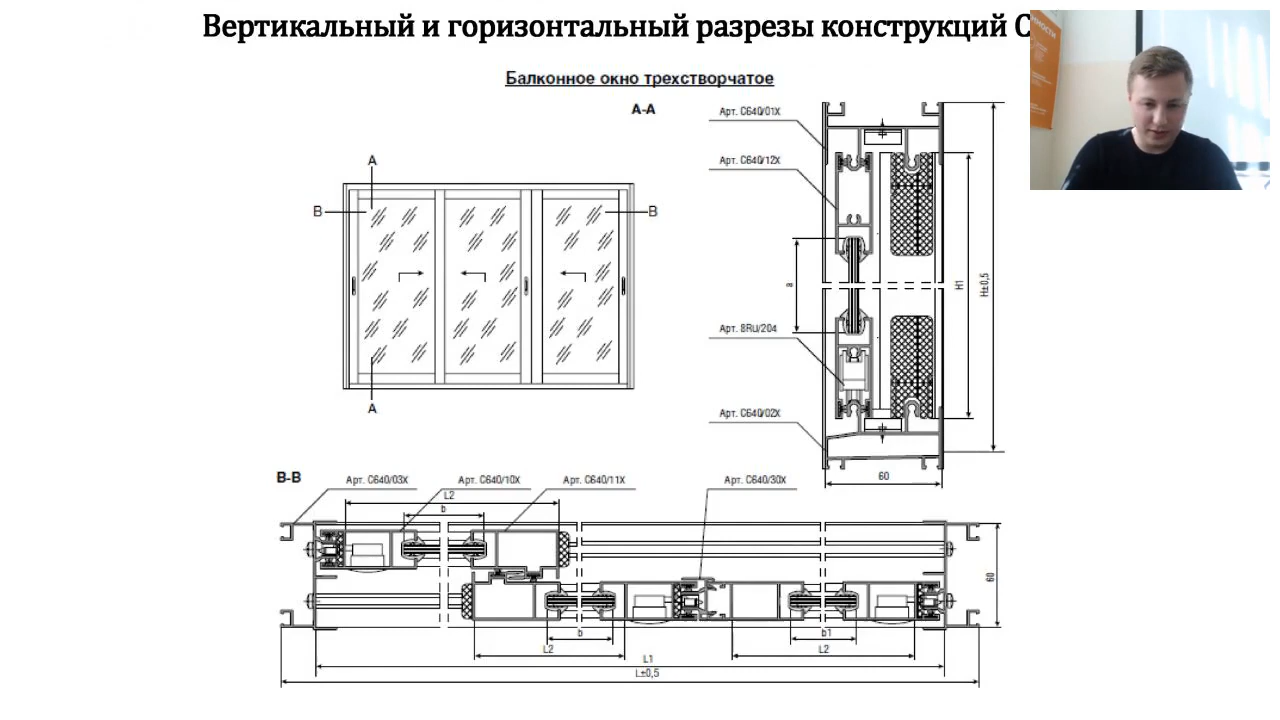 Вертикальный и горизонтальный разрезы конструкций С
Балконное окно трехстворчатое
А-А
Арт. С640/01Х
Арт. С640/12Х
А
В
В
а
Н1
Н±0,5
Арт. 8RU/204
А
Арт. С640/02Х
60
В-В
Арт. С640/03Х
Арт. С640/10Х
Арт. С640/11Х
Арт. С640/30Х
L2
b
60
b
b1
L2
L2
L1
L±0,5